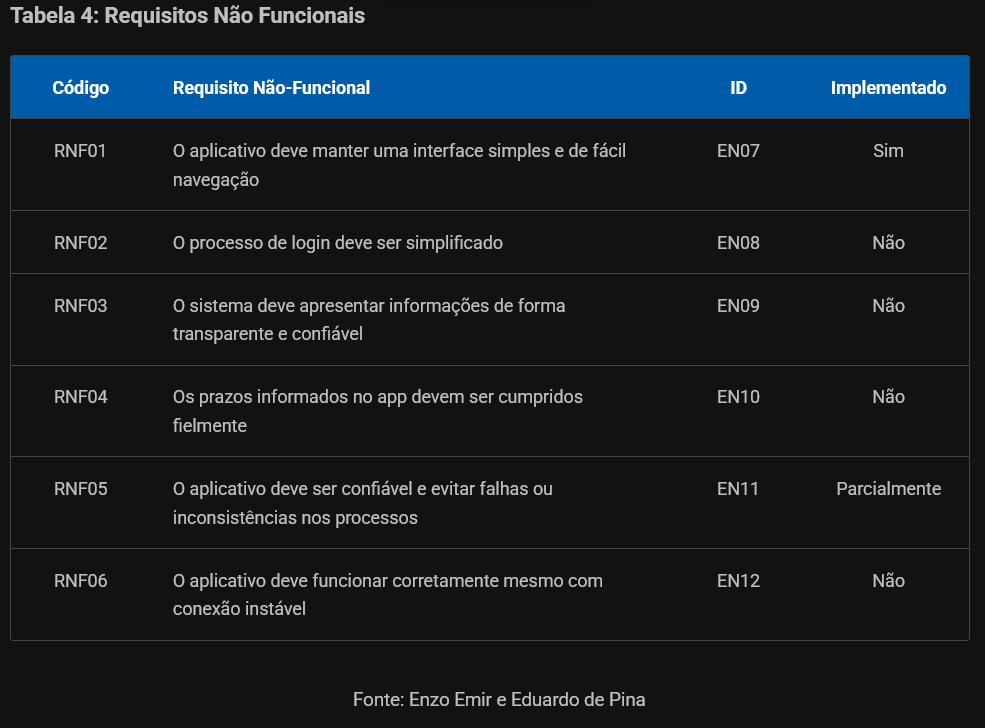 Tabela 4: Requisitos Não Funcionais
Código Requisito Não-Funcional ID Implementado
RNF01 O aplicativo deve manter uma interface simples e de fácil EN07 Sim
navegação
RNF02 O processo de login deve ser simplificado EN08 Não
RNF03 O sistema deve apresentar informações de forma EN09 Não
transparente e confiável
RNF04 Os prazos informados no app devem ser cumpridos EN10 Não
fielmente
RNF05 O aplicativo deve ser confiável e evitar falhas ou EN11 Parcialmente
inconsistências nos processos
RNF06 O aplicativo deve funcionar corretamente mesmo com EN12 Não
conexão instável
Fonte: Enzo Emir e Eduardo de Pina